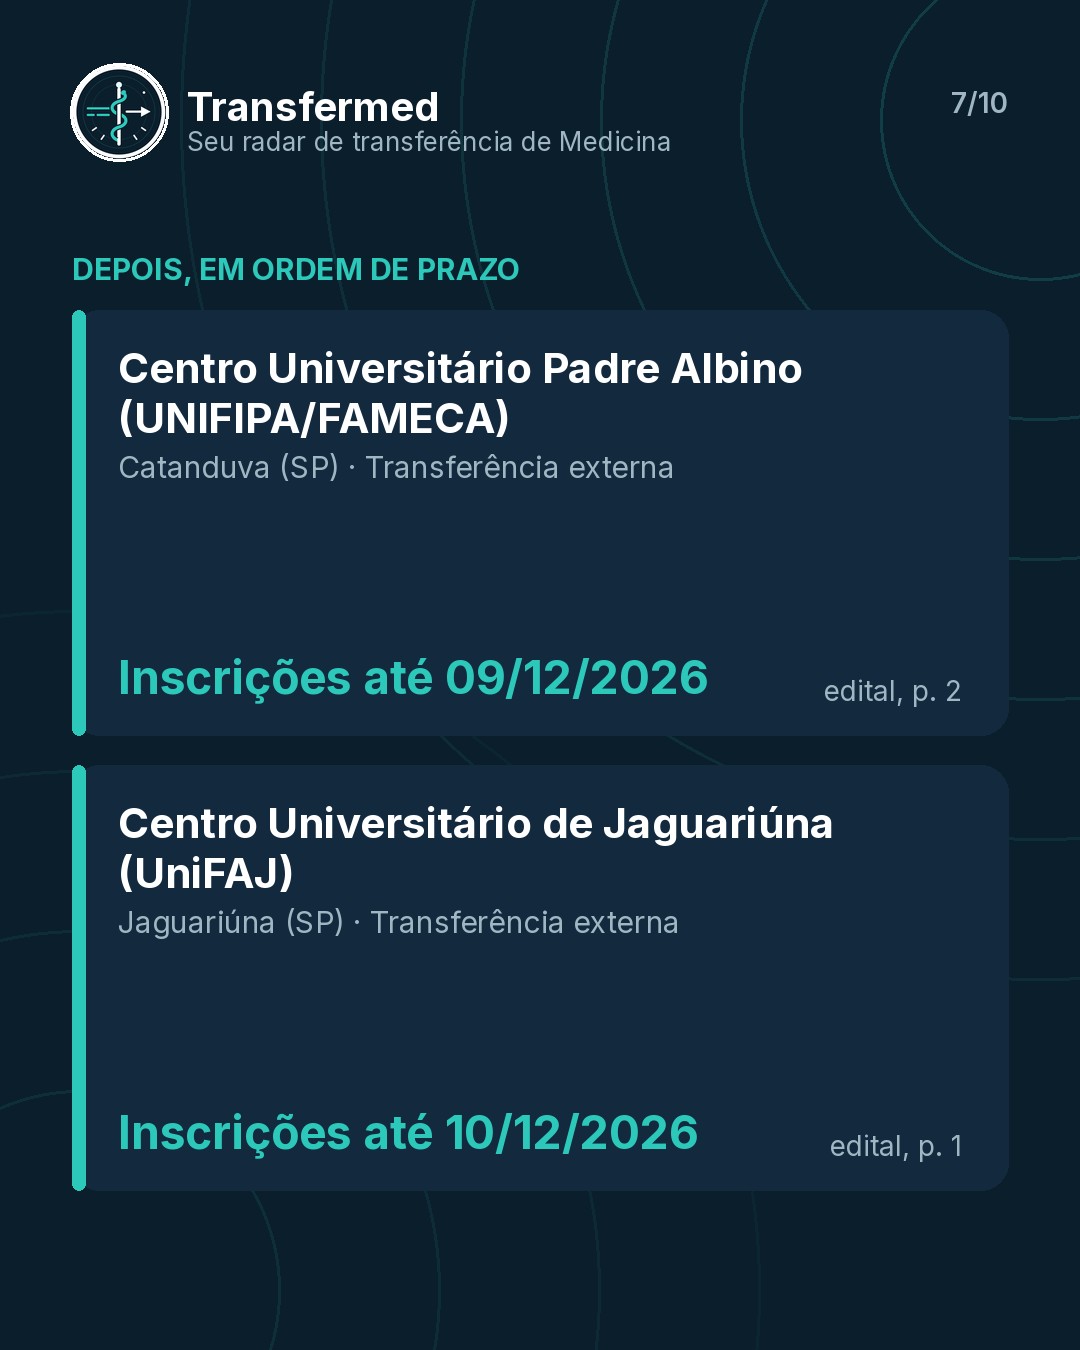 Transfermed
Seu radar de transferência de Medicina
7/10
DEPOIS, EM ORDEM DE PRAZO
Centro Universitário Padre Albino
(UNIFIPA/FAMECA)
Catanduva (SP) · Transferência externa
Inscrições até 09/12/2026
edital, p. 2
Centro Universitário de Jaguariúna
(UniFAJ)
Jaguariúna (SP) · Transferência externa
Inscrições até 10/12/2026
edital, p. 1